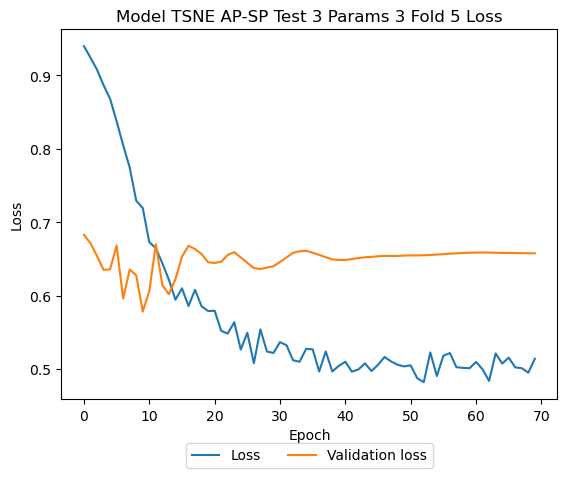 Model TSNE AP-SP Test 3 Params 3 Fold 5 Loss
Loss
0.9
0.8
0.7
0.6
0.5
0 10 20 30 40 50 60 70
Epoch
Loss Validation loss